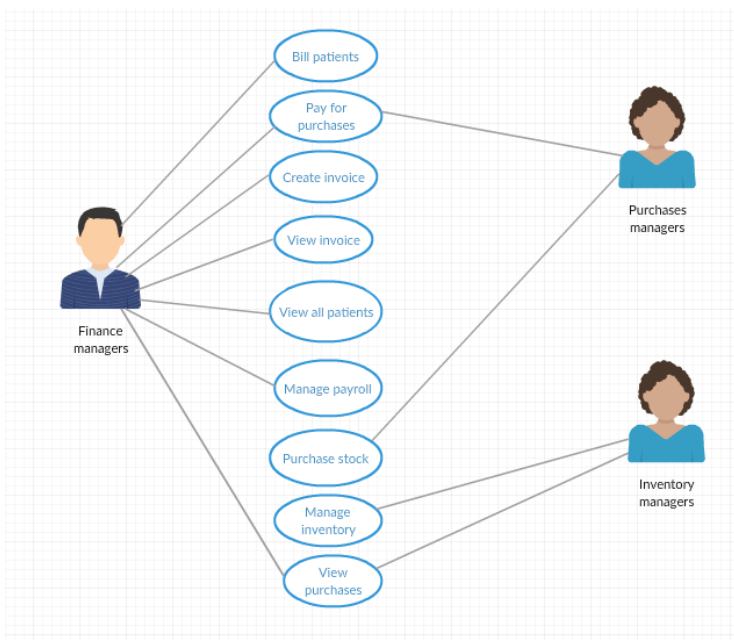 Bill patients
Pay for
purchases
Create invoice
View invoice
View all patients
Manage payroll
Purchase stock
Manage
inventory
View
purchases
Finance
managers
Purchases
managers
Inventory
managers